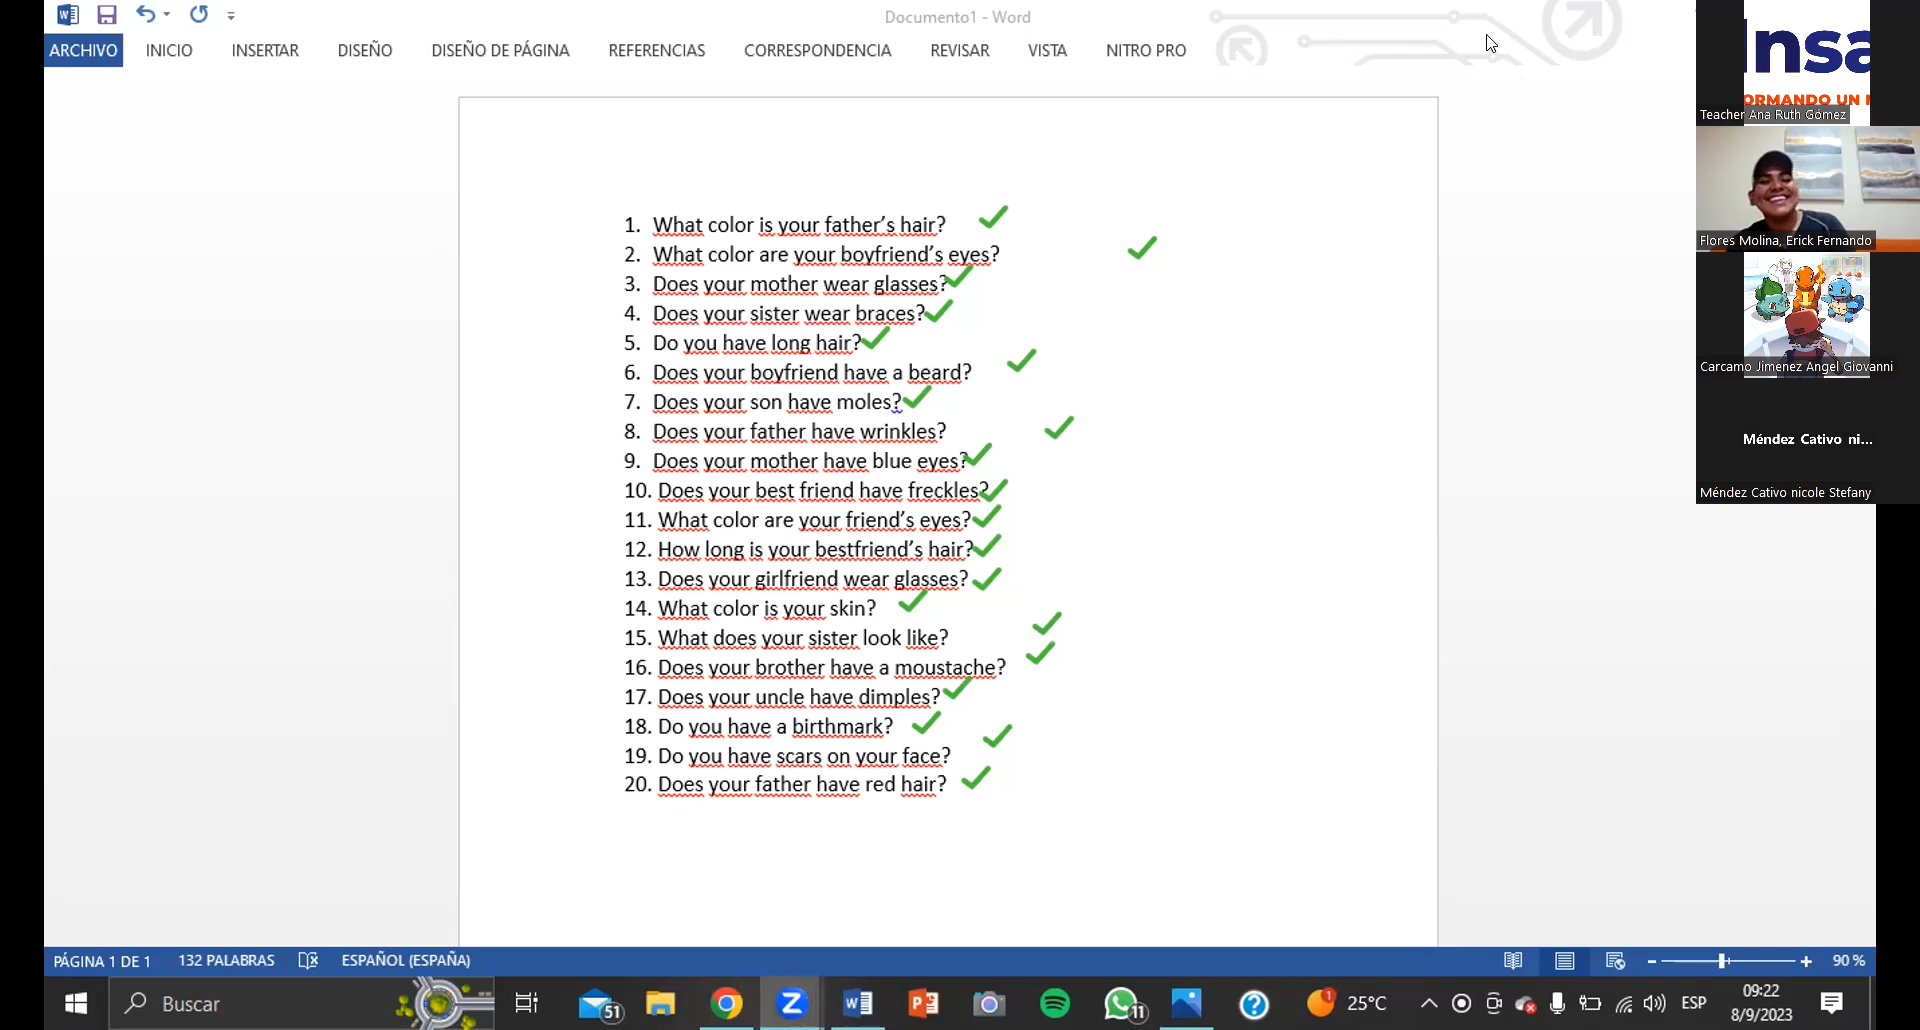 Documento1 - Word
ARCHIVO INICIO INSERTAR DISEÑO DISEÑO DE PÁGINA REFERENCIAS CORRESPONDENCIA REVISAR VISTA NITRO PRO
1. What color is your father's hair?
2. What color are your boyfriend's eyes?
3. Does your mother wear glasses?
4. Does your sister wear braces?
5. Do you have long hair?
6. Does your boyfriend have a beard?
7. Does your son have moles?
8. Does your father have wrinkles?
9. Does your mother have blue eyes?
10. Does your best friend have freckles?
11. What color are your friend's eyes?
12. How long is your bestfriend's hair?
13. Does your girlfriend wear glasses?
14. What color is your skin?
15. What does your sister look like?
16. Does your brother have a moustache?
17. Does your uncle have dimples?
18. Do you have a birthmark?
19. Do you have scars on your face?
20. Does your father have red hair?
Insa
ORMANDO UN
Teacher Ana Ruth Gómez
Flores Molina, Erick Fernando
Carcamo Jimenez Angel Giovanni
Méndez Cativo ni...
Méndez Cativo nicole Stefany
PÁGINA 1 DE 1 132 PALABRAS ESPAÑOL (ESPAÑA) 90 %
Buscar 51 11 1 25°C ESP 09:22
8/9/2023